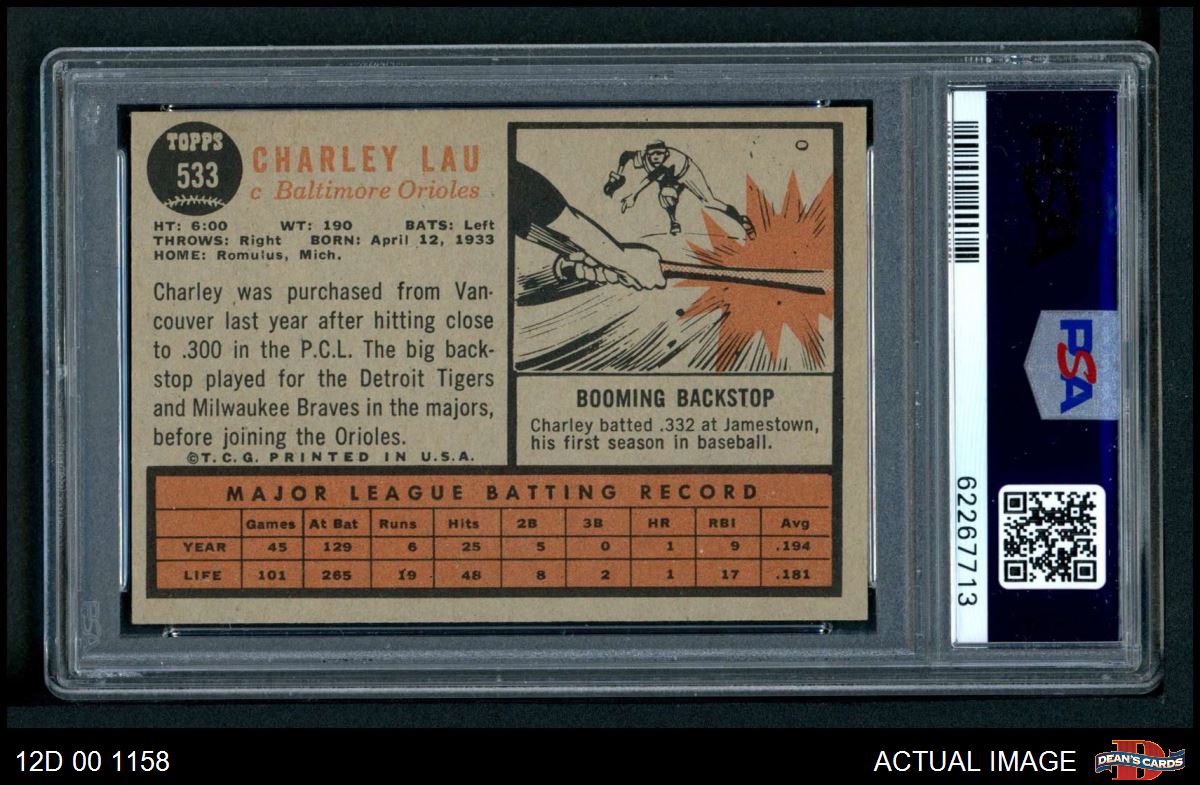 TOPPS
533
CHARLEY LAU
c Baltimore Orioles
HT: 6:00 WT: 190 BATS: Left
THROWS: Right BORN: April 12, 1933
HOME: Romulus, Mich.
Charley was purchased from Van-
couver last year after hitting close
to .300 in the P.C.L. The big back-
stop played for the Detroit Tigers
and Milwaukee Braves in the majors,
before joining the Orioles.
©T.C.G. PRINTED IN U.S.A.
BOOMING BACKSTOP
Charley batted .332 at Jamestown,
his first season in baseball.
MAJOR LEAGUE BATTING RECORD
Games At Bat Runs Hits 2B 3B HR RBI Avg
YEAR 45 129 6 25 5 0 1 9 .194
LIFE 101 265 19 48 8 2 1 17 .181
PSA
62267713
PSA
12D 00 1158
ACTUAL IMAGE
D
DEAN'S CARDS